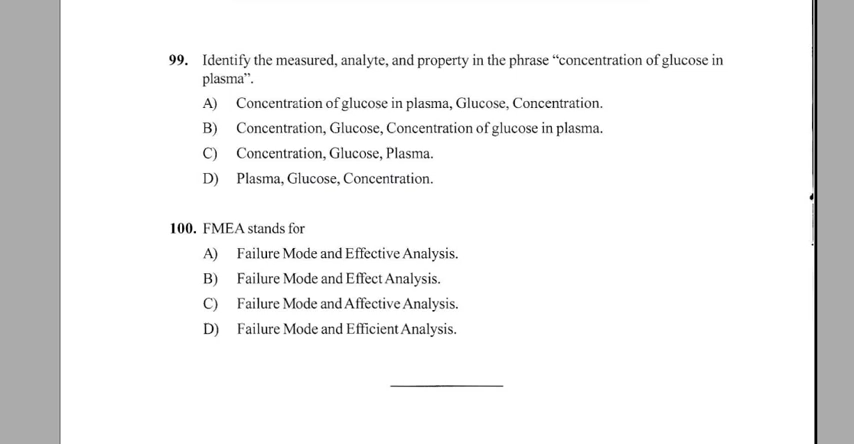 99. Identify the measured, analyte, and property in the phrase “concentration of glucose in
plasma”.
A) Concentration of glucose in plasma, Glucose, Concentration.
B) Concentration, Glucose, Concentration of glucose in plasma.
C) Concentration, Glucose, Plasma.
D) Plasma, Glucose, Concentration.
100. FMEA stands for
A) Failure Mode and Effective Analysis.
B) Failure Mode and Effect Analysis.
C) Failure Mode and Affective Analysis.
D) Failure Mode and Efficient Analysis.